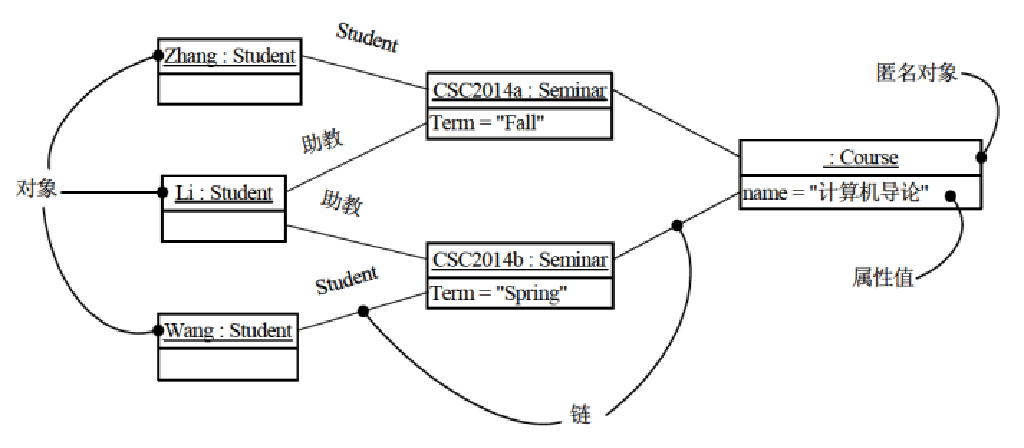 Student
Zhang : Student
匿名对象
CSC2014a : Seminar
Term = "Fall"
助教
: Course
对象
Li : Student
name = "计算机导论"
助教
CSC2014b : Seminar
属性值
Student
Term = "Spring"
Wang : Student
链